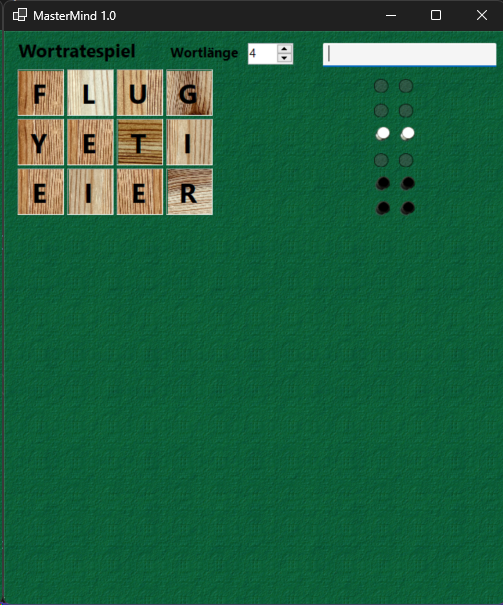 MasterMind 1.0
Wortratespiel Wortlänge 4
F L U G
Y E T I
E I E R